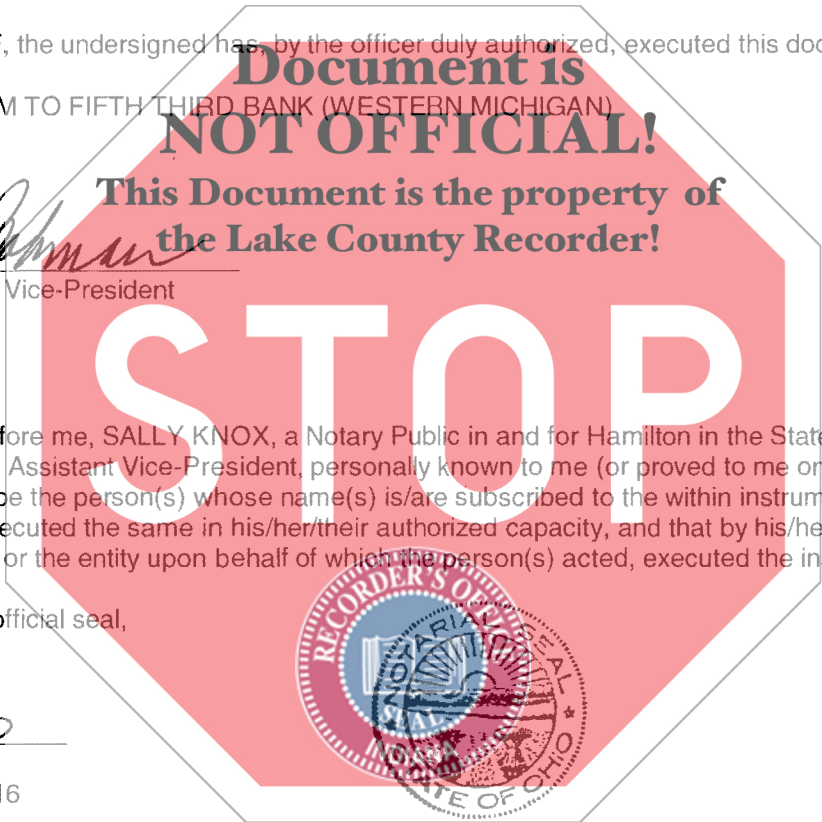 , the undersigned has, by the officer duly authorized, executed this doc
Document is
M TO FIFTH THIRD BANK (WESTERN MICHIGAN)
NOT OFFICIAL!
This Document is the property of
the Lake County Recorder!
Vice-President
STOP
fore me, SALLY KNOX, a Notary Public in and for Hamilton in the State
Assistant Vice-President, personally known to me (or proved to me on
be the person(s) whose name(s) is/are subscribed to the within instrum
ecuted the same in his/her/their authorized capacity, and that by his/he
or the entity upon behalf of which the person(s) acted, executed the in
RECORDER'S OFFICE
official seal,
NOTARIAL SEAL
SEAL
INDIANA
STATE OF OHIO
16